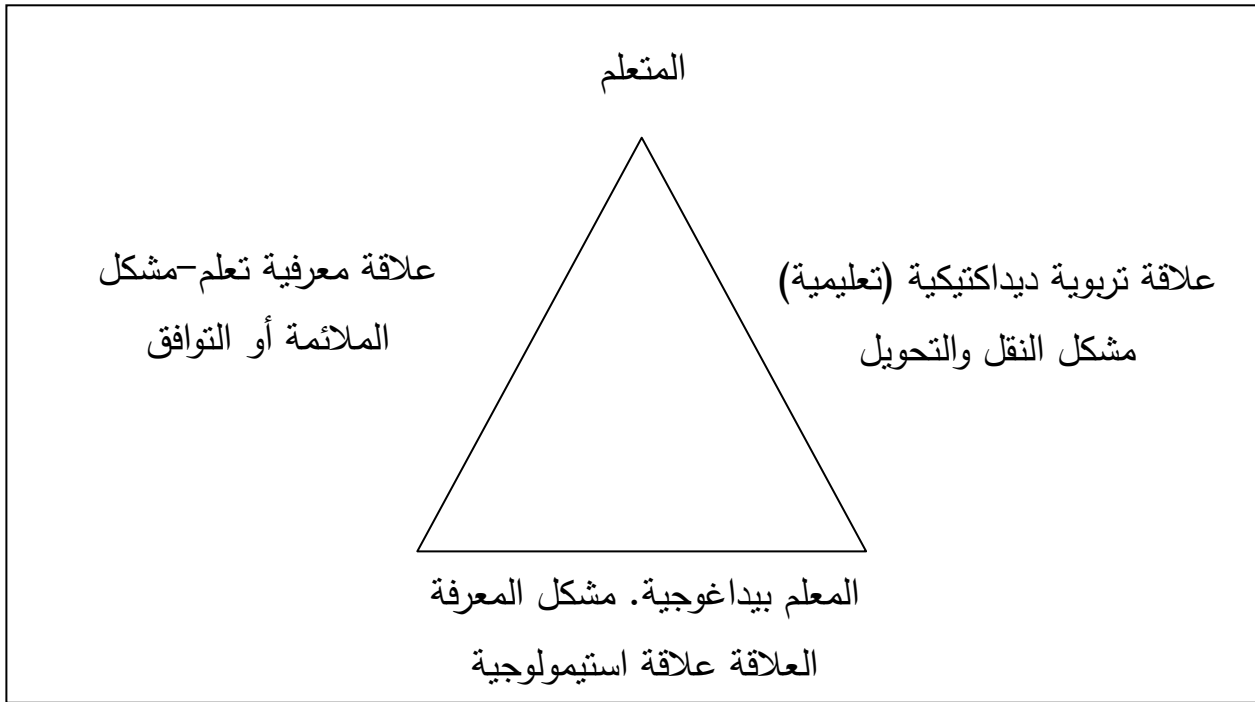 المتعلم
علاقة تربوية ديداكتيكية (تعليمية)
مشكل النقل والتحويل
علاقة معرفية تعلم-مشكل
الملائمة أو التوافق
المعلم بيداغوجية. مشكل المعرفة
العلاقة علاقة استيمولوجية